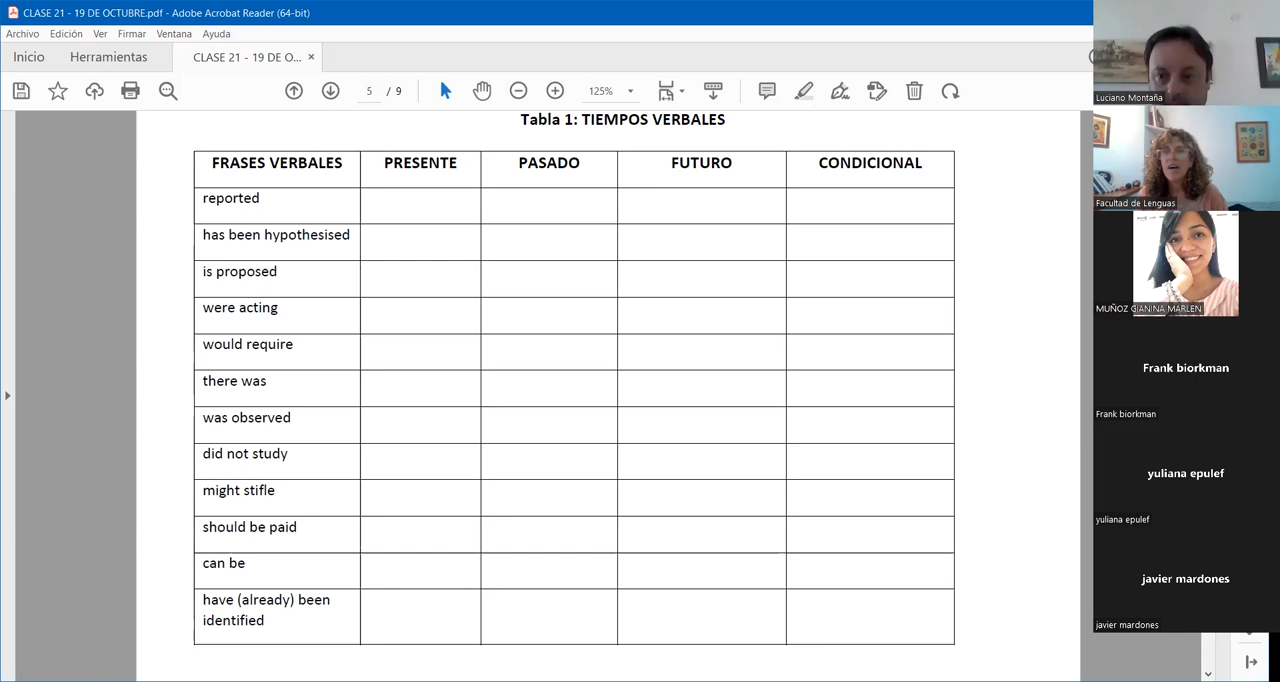 CLASE 21 - 19 DE OCTUBRE.pdf - Adobe Acrobat Reader (64-bit)
Archivo Edición Ver Firmar Ventana Ayuda
Inicio Herramientas CLASE 21 - 19 DE O... ×
5 / 9 125%
Tabla 1: TIEMPOS VERBALES
FRASES VERBALES PRESENTE PASADO FUTURO CONDICIONAL
reported
has been hypothesised
is proposed
were acting
would require
there was
was observed
did not study
might stifle
should be paid
can be
have (already) been
identified
Luciano Montaña
Facultad de Lenguas
MUÑOZ GIANINA MARLEN
Frank biorkman
Frank biorkman
yuliana epulef
yuliana epulef
javier mardones
javier mardones